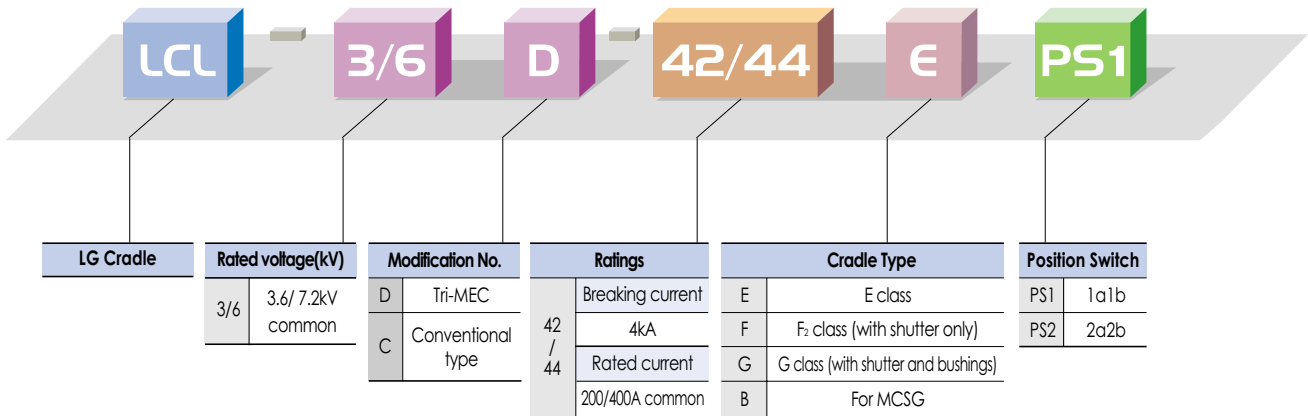 LCL - 3/6 D - 42/44 E PS1
LG Cradle
Rated voltage(kV)
3/6
3.6/ 7.2kV
common
Modification No.
D Tri-MEC
C
Conventional
type
Ratings
42
/
44
Breaking current
4kA
Rated current
200/400A common
Cradle Type
E E class
F F₂ class (with shutter only)
G G class (with shutter and bushings)
B For MCSG
Position Switch
PS1 1a1b
PS2 2a2b